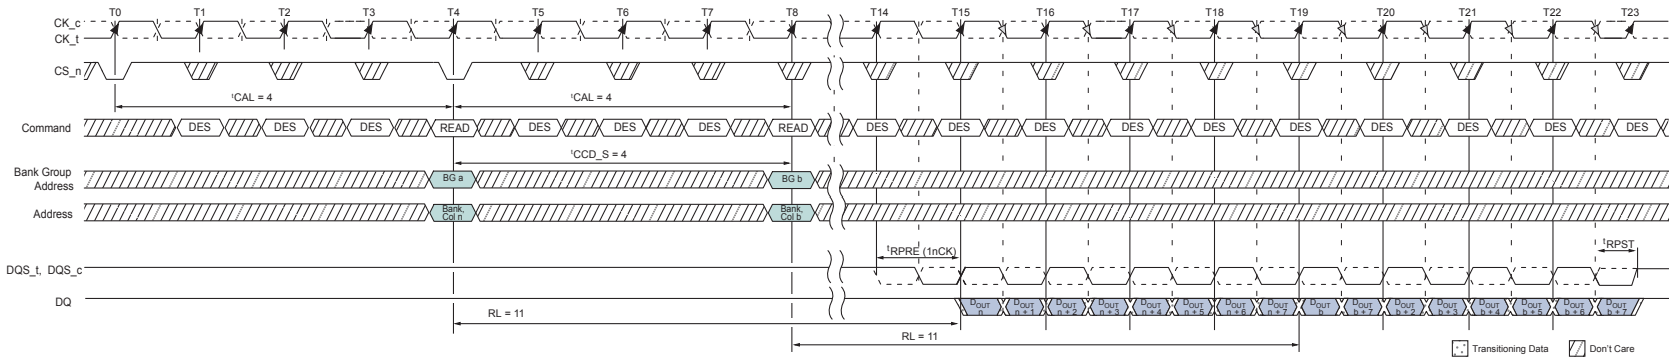 T0 T1 T2 T3 T4 T5 T6 T7 T8 T14 T15 T16 T17 T18 T19 T20 T21 T22 T23
CK_c
CK_t
CS_n
tCAL = 4 tCAL = 4
Command DES DES DES READ DES DES DES READ DES DES DES DES DES DES DES DES DES DES
tCCD_S = 4
Bank Group
Address
BG a BG b
Address
Bank, Col n
Bank, Col b
tRPRE (1nCK) tRPST
DQS_t, DQS_c
DQ
DOUT n DOUT n + 1 DOUT n + 2 DOUT n + 3 DOUT n + 4 DOUT n + 5 DOUT n + 6 DOUT n + 7 DOUT b DOUT b + 7 DOUT b + 2 DOUT b + 3 DOUT b + 4 DOUT b + 5 DOUT b + 6 DOUT b + 7
RL = 11
RL = 11
Transitioning Data Don't Care